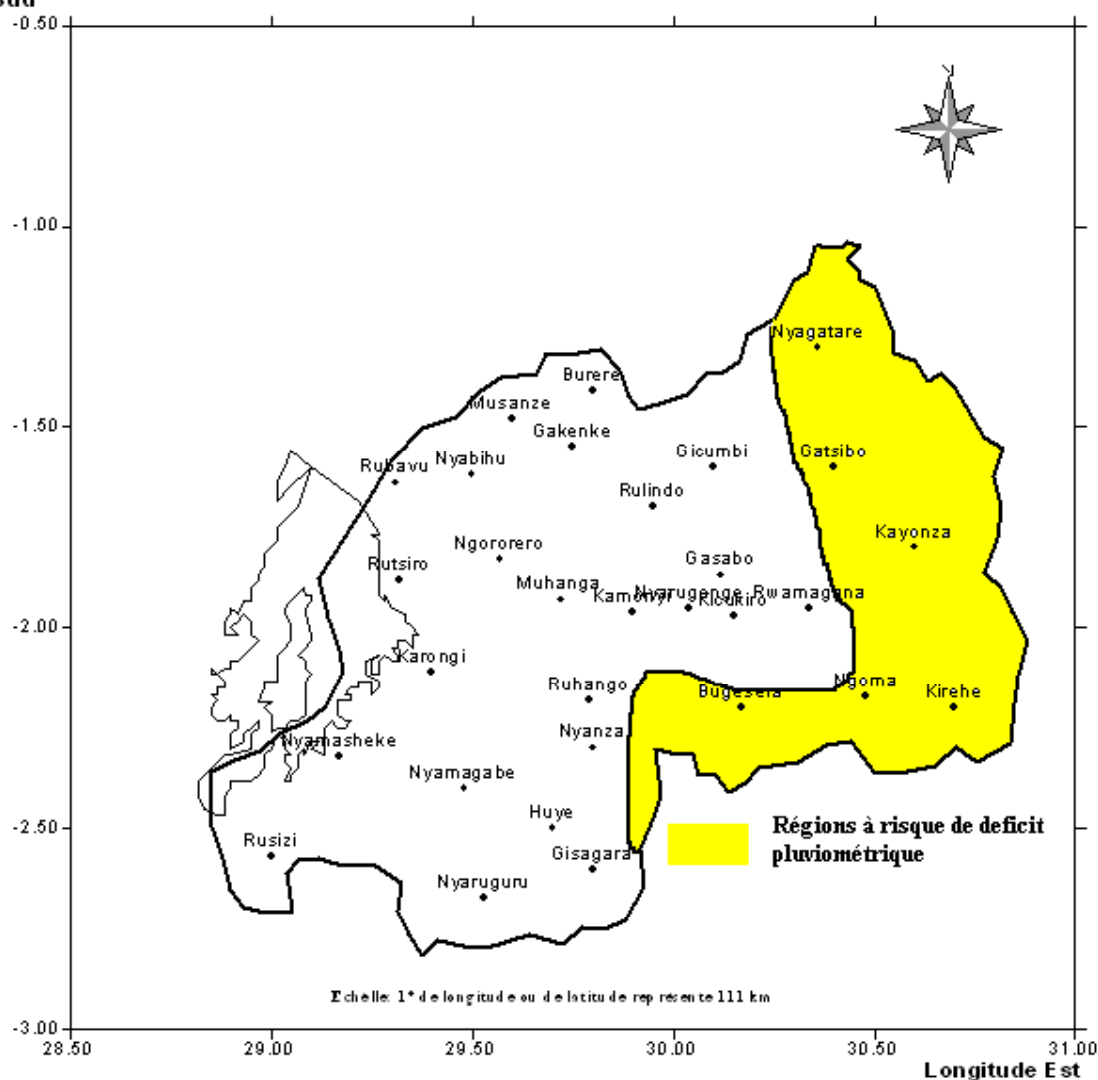 Sud
-0.50
N
-1.00
Nyagatare
Burere
Musanze
-1.50
Gakenke
Gicumbi
Gatsibo
Rubavu
Nyabihu
Rulindo
Kayonza
Ngororero
Gasabo
Rutsiro
Muhanga
Kamonyi
Nyarugenge
Kicukiro
Rwamagana
-2.00
Karongi
Ruhango
Bugesera
Ngoma
Kirehe
Nyamasheke
Nyanza
Nyamagabe
-2.50
Huye
Régions à risque de deficit
pluviométrique
Rusizi
Gisagara
Nyaruguru
Echelle: 1° de longitude ou de latitude représente 111 km
-3.00
28.50 29.00 29.50 30.00 30.50 31.00
Longitude Est